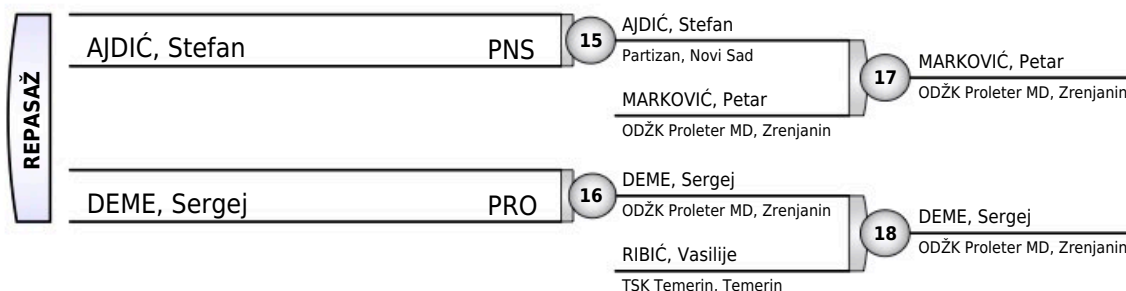 REPASAŽ
AJDIĆ, Stefan PNS
15
AJDIĆ, Stefan
Partizan, Novi Sad
MARKOVIĆ, Petar
ODŽK Proleter MD, Zrenjanin
17
MARKOVIĆ, Petar
ODŽK Proleter MD, Zrenjanin
DEME, Sergej PRO
16
DEME, Sergej
ODŽK Proleter MD, Zrenjanin
RIBIĆ, Vasilije
TSK Temerin, Temerin
18
DEME, Sergej
ODŽK Proleter MD, Zrenjanin